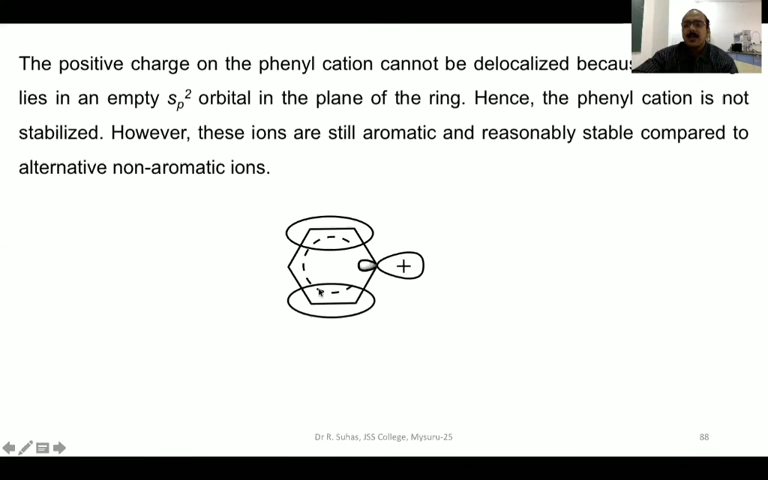 The positive charge on the phenyl cation cannot be delocalized
lies in an empty sp² orbital in the plane of the ring. Hence, the phenyl cation is not
stabilized. However, these ions are still aromatic and reasonably stable compared to
alternative non-aromatic ions.
+
Dr R. Suhas, JSS College, Mysuru-25
88